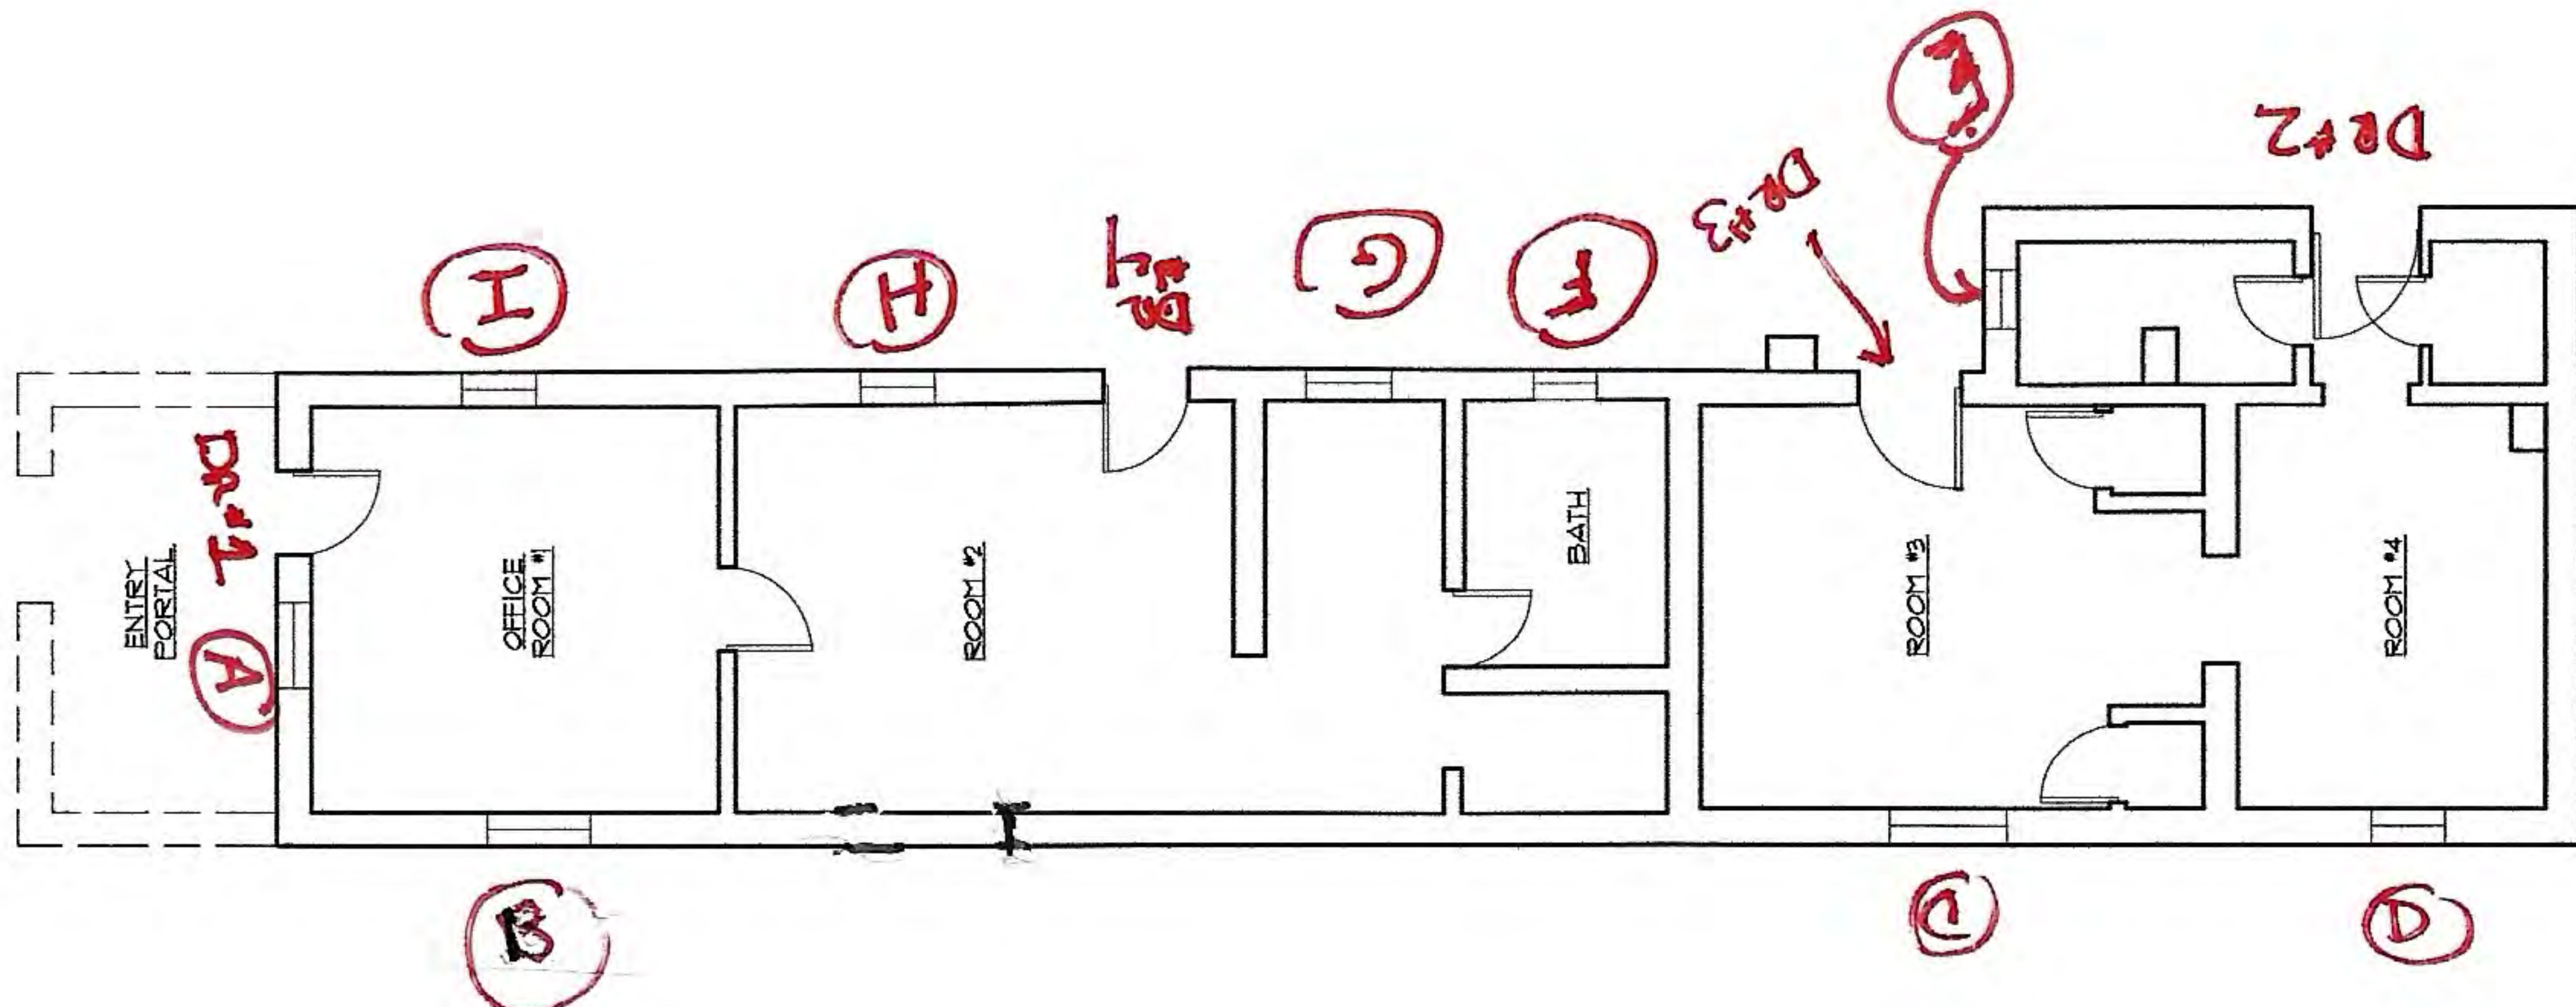 I
H
DR
#4
G
F
DR #3
E
DR #2
DR #1
A
ENTRY
PORTAL
OFFICE
ROOM #1
ROOM #2
BATH
ROOM #3
ROOM #4
B
C
D